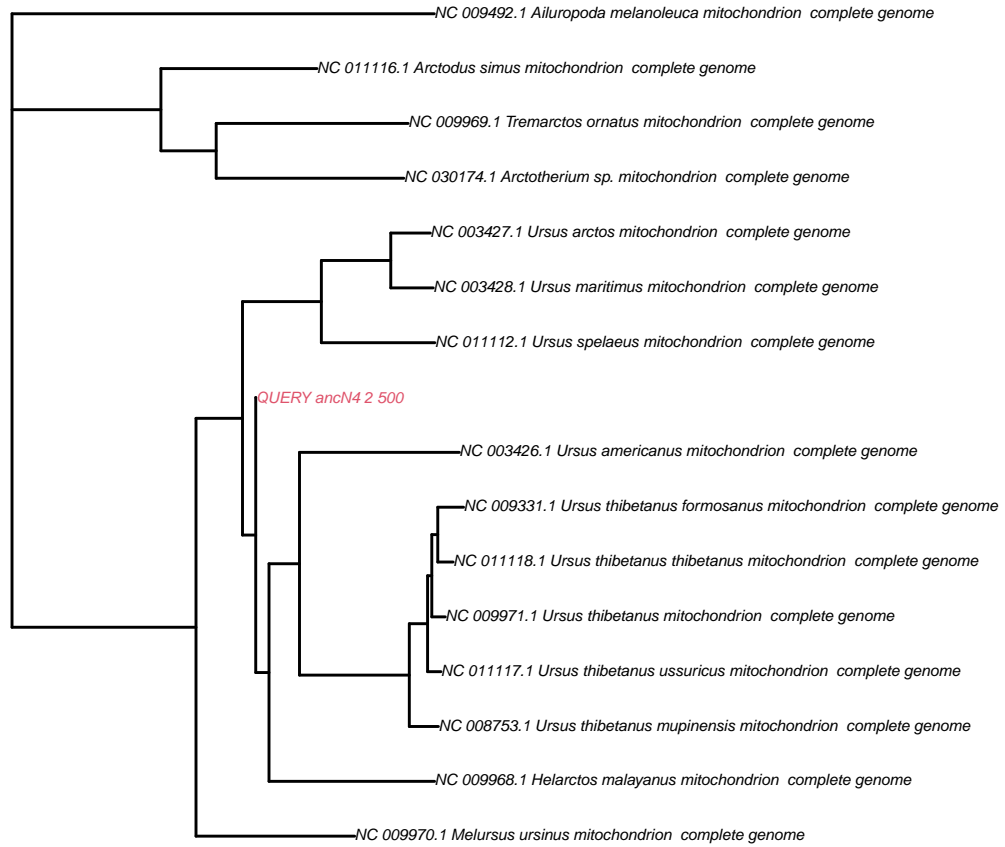 NC 009492.1 Ailuropoda melanoleuca mitochondrion  complete genome
NC 011116.1 Arctodus simus mitochondrion  complete genome
NC 009969.1 Tremarctos ornatus mitochondrion  complete genome
NC 030174.1 Arctotherium sp. mitochondrion  complete genome
NC 003427.1 Ursus arctos mitochondrion  complete genome
NC 003428.1 Ursus maritimus mitochondrion  complete genome
NC 011112.1 Ursus spelaeus mitochondrion  complete genome
QUERY ancN4 2 500
NC 003426.1 Ursus americanus mitochondrion  complete genome
NC 009331.1 Ursus thibetanus formosanus mitochondrion  complete genome
NC 011118.1 Ursus thibetanus thibetanus mitochondrion  complete genome
NC 009971.1 Ursus thibetanus mitochondrion  complete genome
NC 011117.1 Ursus thibetanus ussuricus mitochondrion  complete genome
NC 008753.1 Ursus thibetanus mupinensis mitochondrion  complete genome
NC 009968.1 Helarctos malayanus mitochondrion  complete genome
NC 009970.1 Melursus ursinus mitochondrion  complete genome